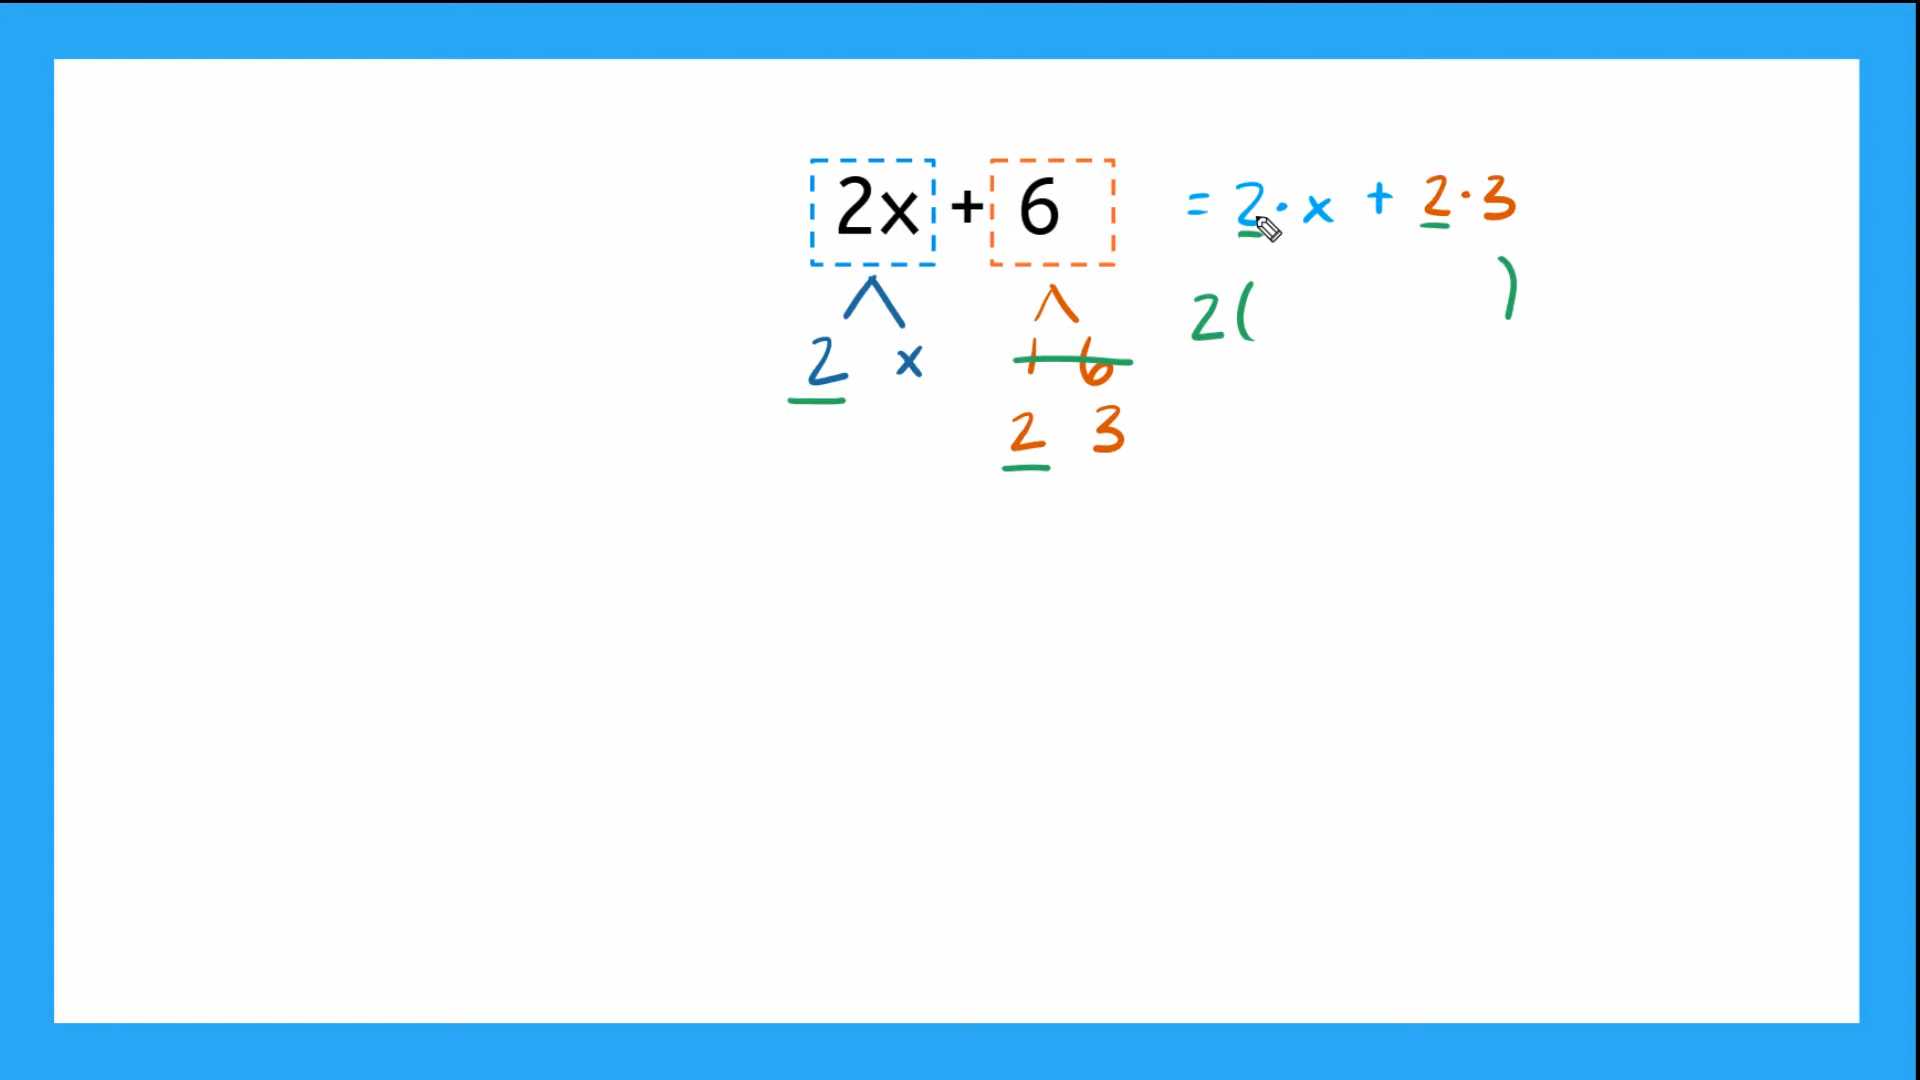 2x + 6 = 2 · x + 2 · 3
2( )
2 x 1 6
2 3